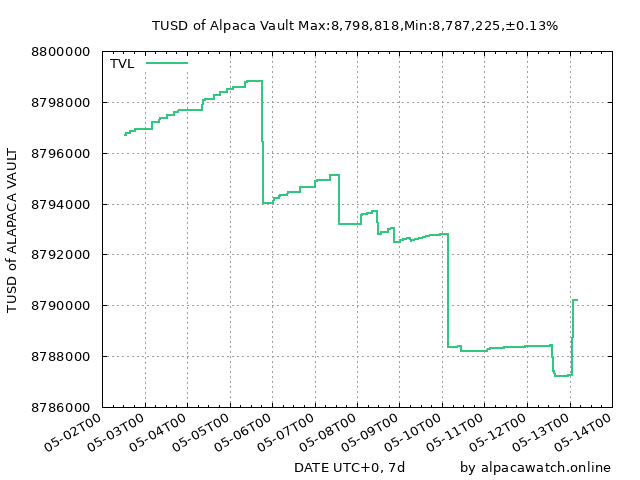 TUSD of Alpaca Vault Max:8,798,818,Min:8,787,225,±0.13%
TVL
TUSD of ALAPACA VAULT
8800000
8798000
8796000
8794000
8792000
8790000
8788000
8786000
05-02T00
05-03T00
05-04T00
05-05T00
05-06T00
05-07T00
05-08T00
05-09T00
05-10T00
05-11T00
05-12T00
05-13T00
05-14T00
DATE UTC+0, 7d
by alpacawatch.online